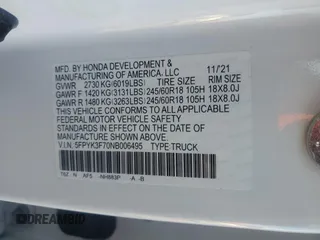 MFD. BY HONDA DEVELOPMENT &
MANUFACTURING OF AMERICA, LLC 11/21
GVWR 2730 KG(6019LBS) TIRE SIZE RIM SIZE
GAWR F 1420 KG(3131LBS) 245/60R18 105H 18X8.0J
GAWR R 1480 KG(3263LBS) 245/60R18 105H 18X8.0J
THIS VEHICLE CONFORMS TO ALL APPLICABLE
FEDERAL MOTOR VEHICLE SAFETY
STANDARDS IN EFFECT ON THE DATE OF
MANUFACTURE SHOWN ABOVE.
V.I.N. 5FPYK3F70NB006495 TYPE:TRUCK
AF5 NH883P A B
DREAMBID